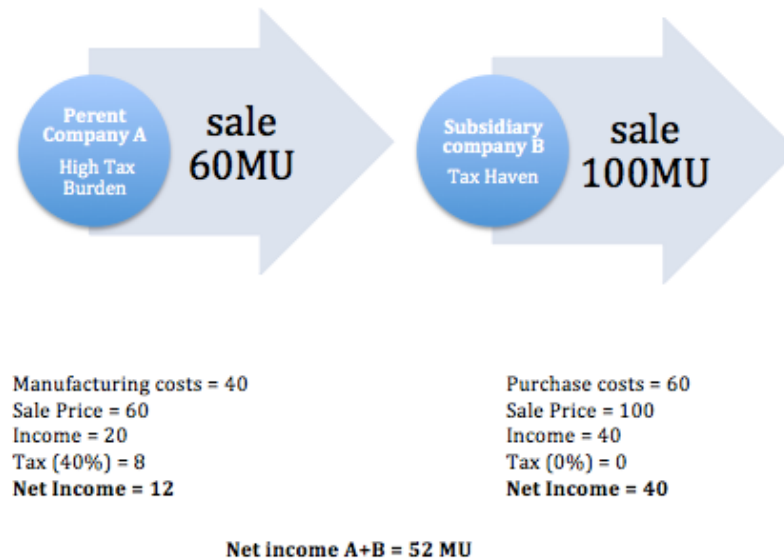 Perent
Company A
High Tax
Burden
sale
60MU
Subsidiary
company B
Tax Haven
sale
100MU
Manufacturing costs = 40
Sale Price = 60
Income = 20
Tax (40%) = 8
Net Income = 12
Purchase costs = 60
Sale Price = 100
Income = 40
Tax (0%) = 0
Net Income = 40
Net income A+B = 52 MU